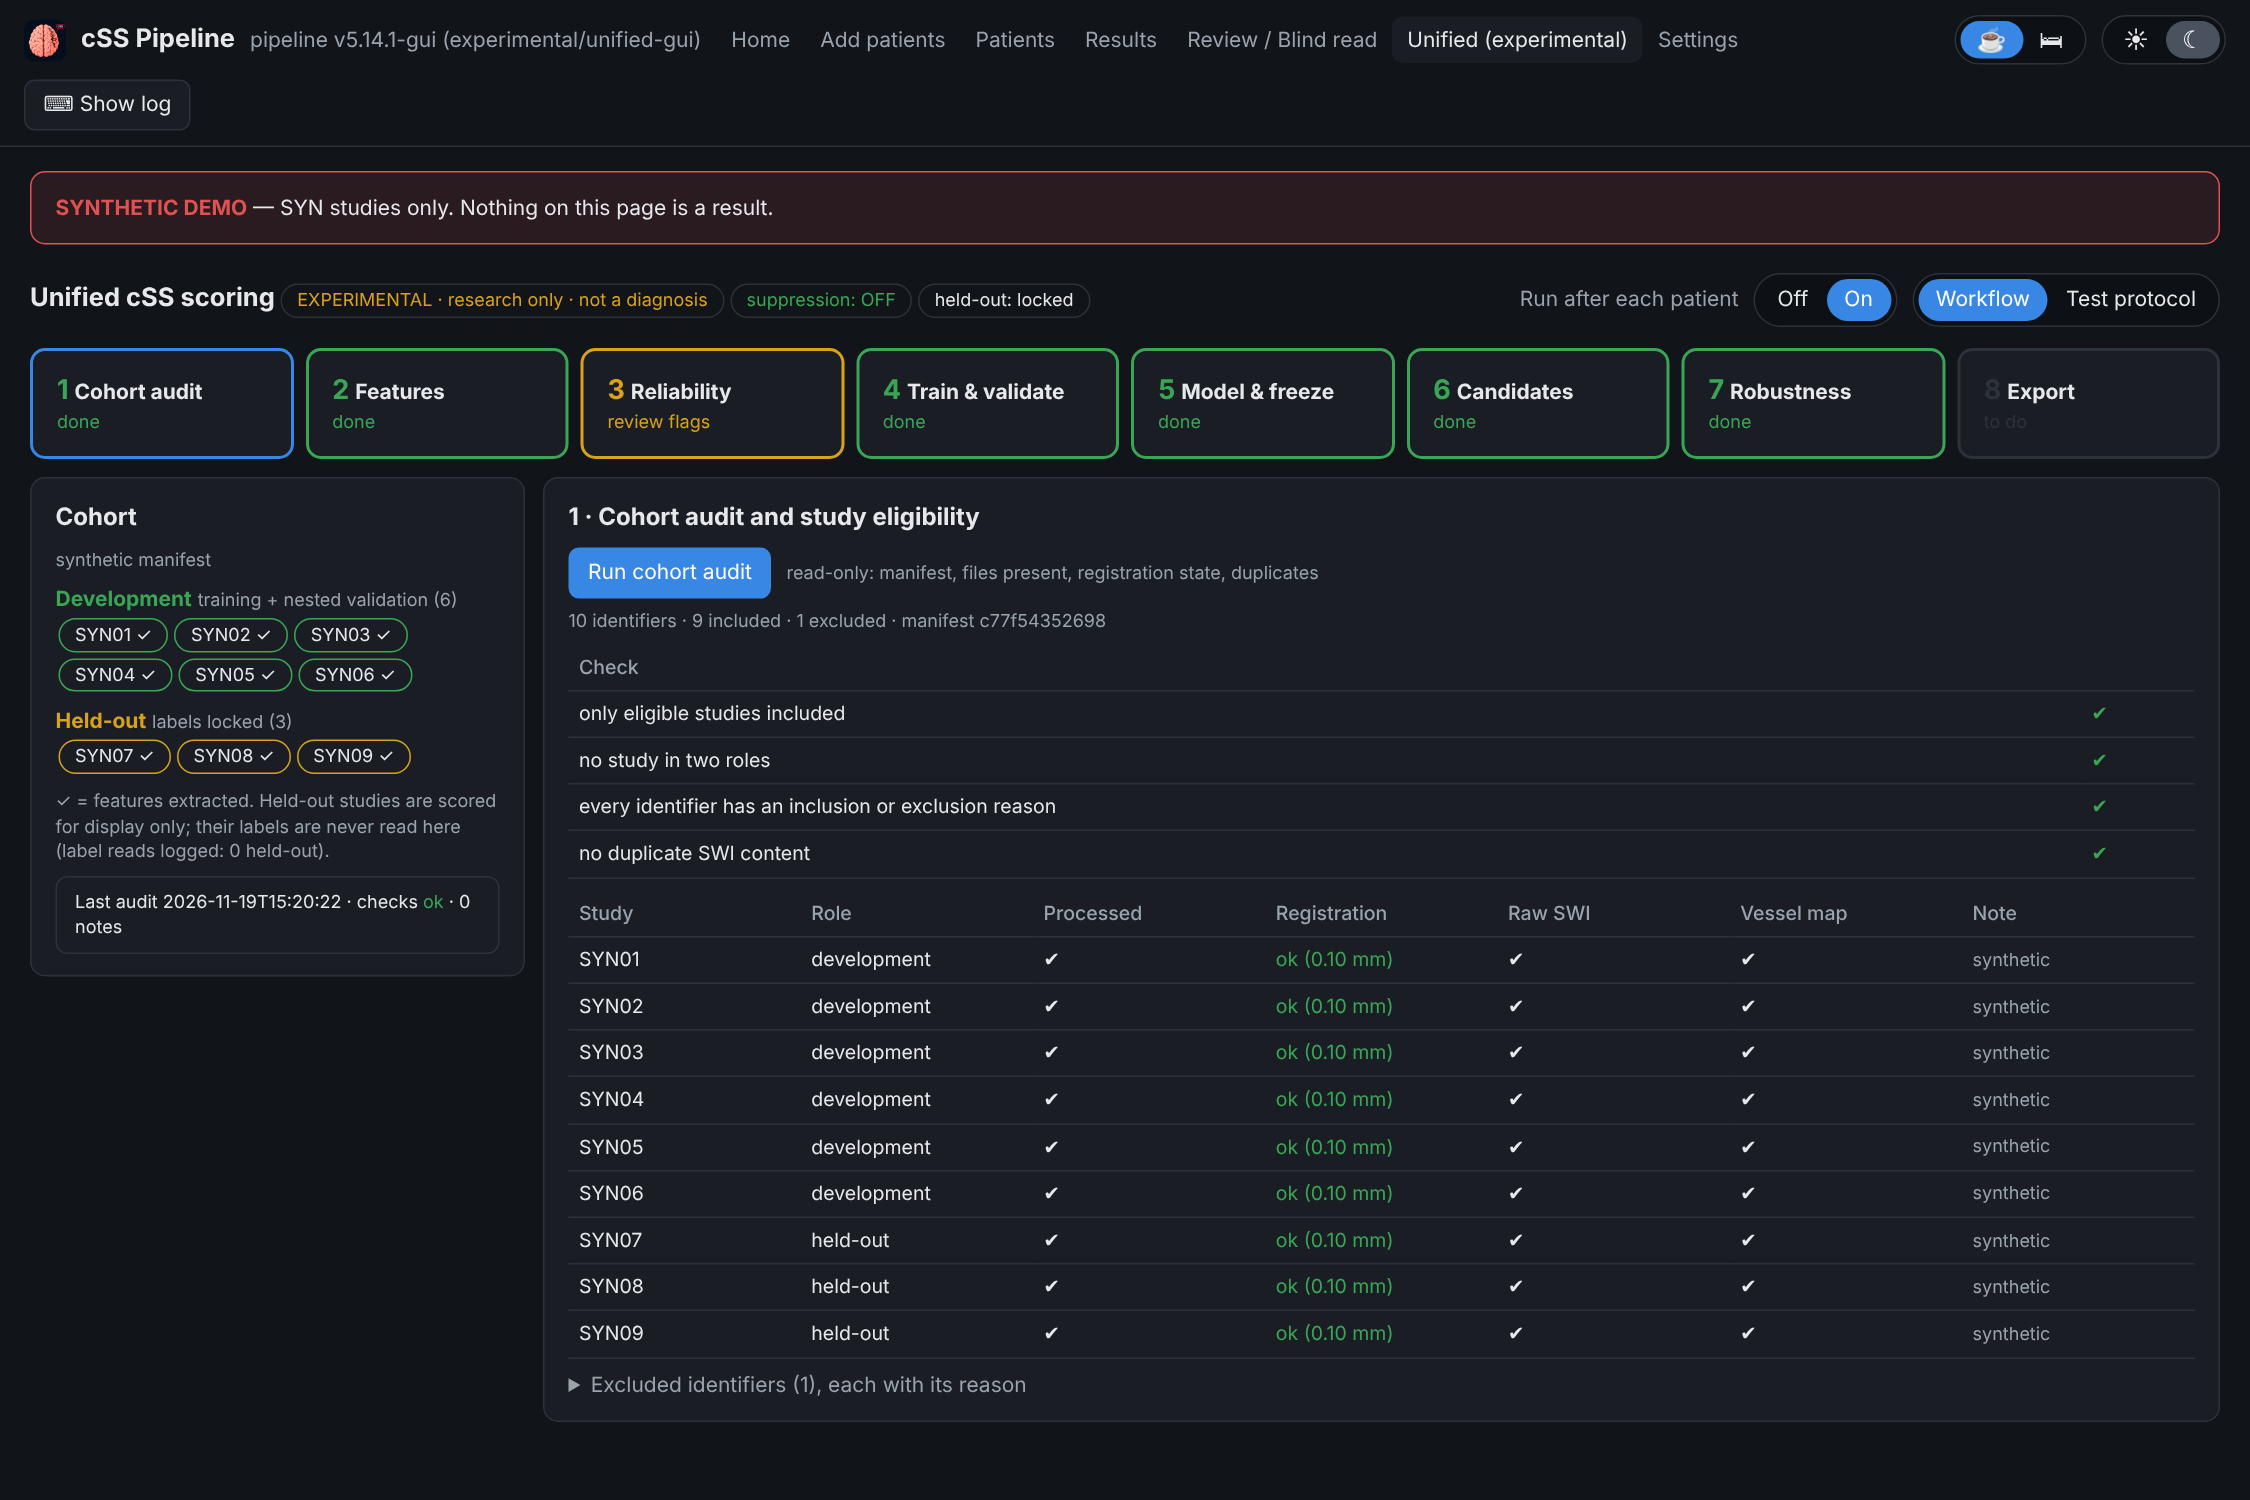 cSS Pipeline pipeline v5.14.1-gui (experimental/unified-gui) Home Add patients Patients Results Review / Blind read Unified (experimental) Settings
Show log
SYNTHETIC DEMO — SYN studies only. Nothing on this page is a result.
Unified cSS scoring EXPERIMENTAL · research only · not a diagnosis suppression: OFF held-out: locked Run after each patient Off On Workflow Test protocol
1 Cohort audit
done
2 Features
done
3 Reliability
review flags
4 Train & validate
done
5 Model & freeze
done
6 Candidates
done
7 Robustness
done
8 Export
to do
Cohort
synthetic manifest
Development training + nested validation (6)
SYN01 ✓ SYN02 ✓ SYN03 ✓
SYN04 ✓ SYN05 ✓ SYN06 ✓
Held-out labels locked (3)
SYN07 ✓ SYN08 ✓ SYN09 ✓
✓ = features extracted. Held-out studies are scored
for display only; their labels are never read here
(label reads logged: 0 held-out).
Last audit 2026-11-19T15:20:22 · checks ok · 0
notes
1 · Cohort audit and study eligibility
Run cohort audit read-only: manifest, files present, registration state, duplicates
10 identifiers · 9 included · 1 excluded · manifest c77f54352698
Check
only eligible studies included ✔
no study in two roles ✔
every identifier has an inclusion or exclusion reason ✔
no duplicate SWI content ✔
Study Role Processed Registration Raw SWI Vessel map Note
SYN01 development ✔ ok (0.10 mm) ✔ ✔ synthetic
SYN02 development ✔ ok (0.10 mm) ✔ ✔ synthetic
SYN03 development ✔ ok (0.10 mm) ✔ ✔ synthetic
SYN04 development ✔ ok (0.10 mm) ✔ ✔ synthetic
SYN05 development ✔ ok (0.10 mm) ✔ ✔ synthetic
SYN06 development ✔ ok (0.10 mm) ✔ ✔ synthetic
SYN07 held-out ✔ ok (0.10 mm) ✔ ✔ synthetic
SYN08 held-out ✔ ok (0.10 mm) ✔ ✔ synthetic
SYN09 held-out ✔ ok (0.10 mm) ✔ ✔ synthetic
▶ Excluded identifiers (1), each with its reason